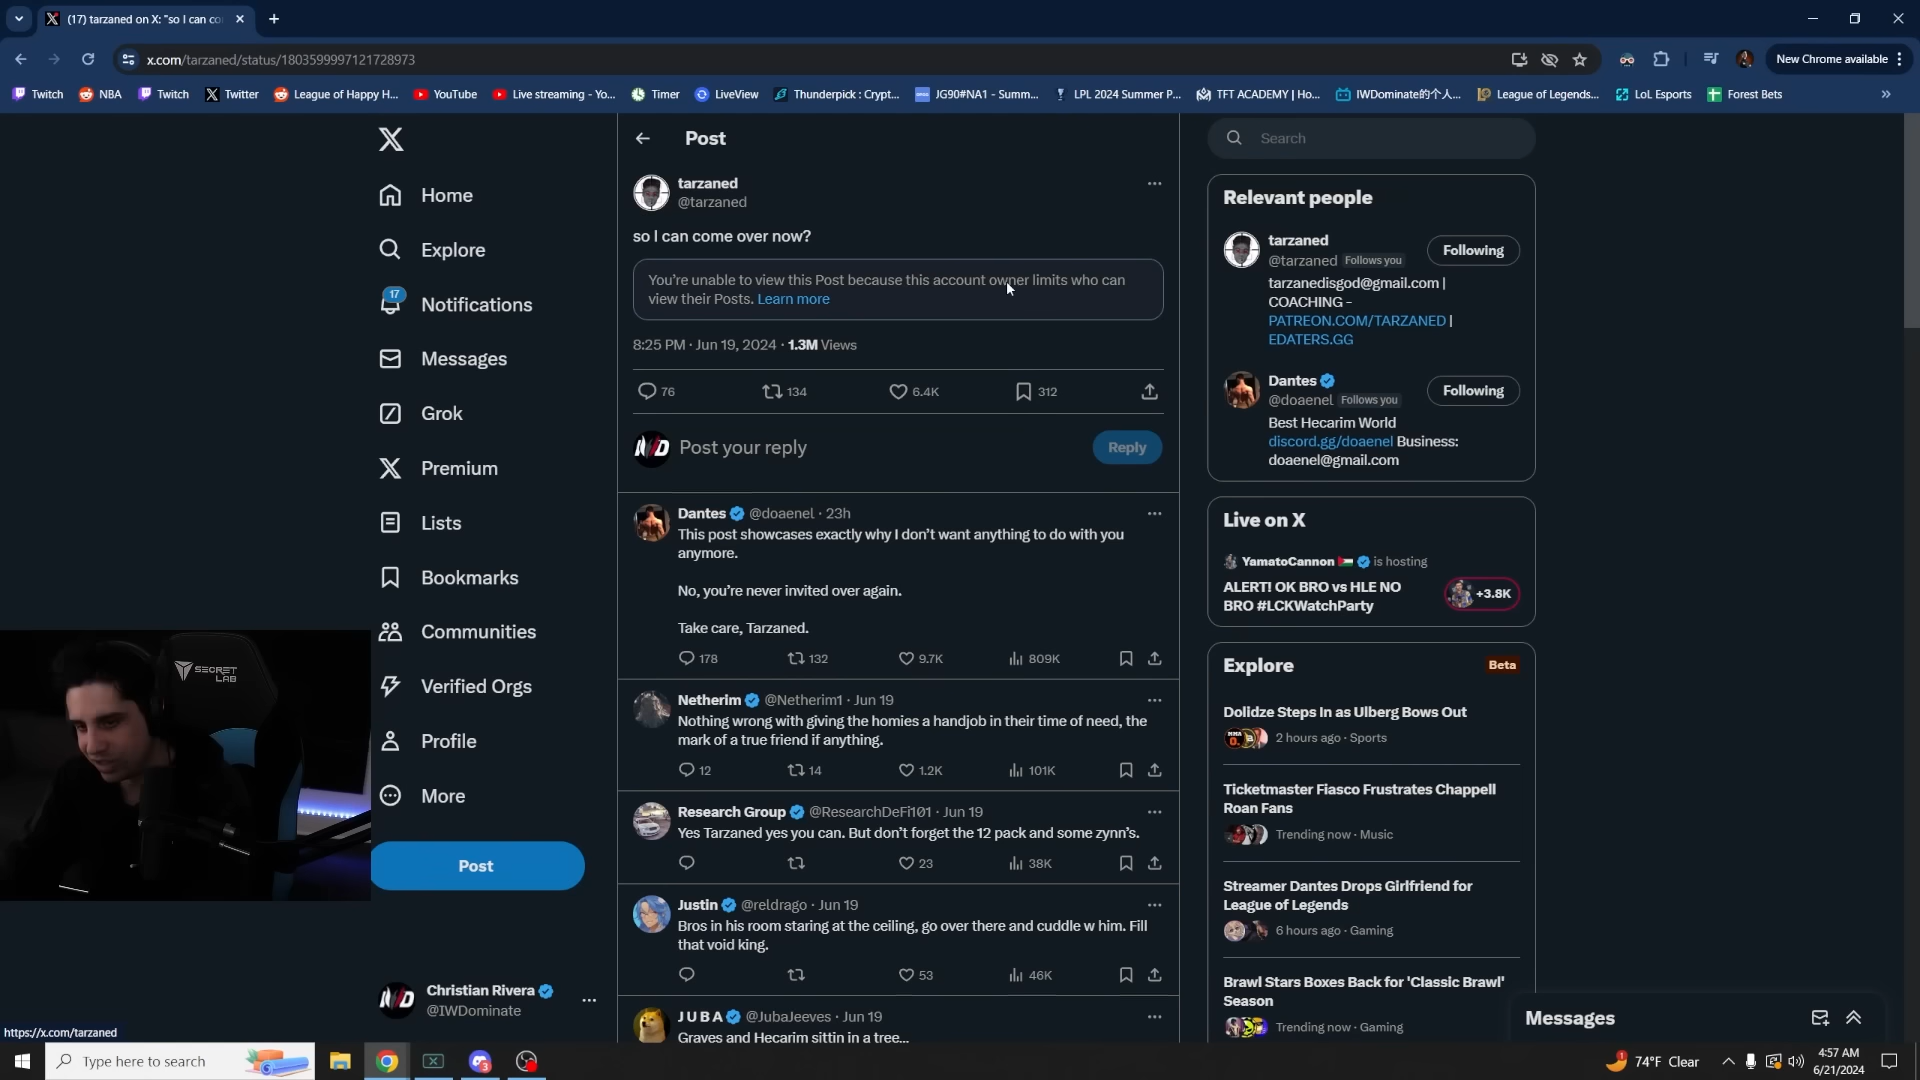 (17) tarzaned on X: "so I can co
x.com/tarzaned/status/1803599997121728973
New Chrome available
Twitch
NBA
Twitch
Twitter
League of Happy H...
YouTube
Live streaming - Yo...
Timer
LiveView
Thunderpick : Crypt...
JG90#NA1 - Summ...
LPL 2024 Summer P...
TFT ACADEMY | Ho...
IWDominate的个人...
League of Legends...
LoL Esports
Forest Bets
Home
Explore
17
Notifications
Messages
Grok
Premium
Lists
Bookmarks
Communities
Verified Orgs
Profile
More
Post
Christian Rivera
@IWDominate
https://x.com/tarzaned
SECRET
LAB
Post
tarzaned
@tarzaned
so I can come over now?
You're unable to view this Post because this account owner limits who can
view their Posts. Learn more
8:25 PM · Jun 19, 2024 · 1.3M Views
76 134 6.4K 312
Post your reply
Reply
Dantes @doaenel · 23h
This post showcases exactly why I don't want anything to do with you
anymore.
No, you're never invited over again.
Take care, Tarzaned.
178 132 9.7K 809K
Netherim @Netherim1 · Jun 19
Nothing wrong with giving the homies a handjob in their time of need, the
mark of a true friend if anything.
12 14 1.2K 101K
Research Group @ResearchDeFi101 · Jun 19
Yes Tarzaned yes you can. But don't forget the 12 pack and some zynn's.
23 38K
Justin @reldrago · Jun 19
Bros in his room staring at the ceiling, go over there and cuddle w him. Fill
that void king.
53 46K
J U B A @JubaJeeves · Jun 19
Graves and Hecarim sittin in a tree...
Search
Relevant people
tarzaned
@tarzaned Follows you
Following
tarzanedisgod@gmail.com |
COACHING -
PATREON.COM/TARZANED |
EDATERS.GG
Dantes
@doaenel Follows you
Following
Best Hecarim World
discord.gg/doaenel Business:
doaenel@gmail.com
Live on X
YamatoCannon is hosting
ALERT! OK BRO vs HLE NO
BRO #LCKWatchParty
+3.8K
Explore
Beta
Dolidze Steps In as Ulberg Bows Out
2 hours ago · Sports
Ticketmaster Fiasco Frustrates Chappell
Roan Fans
Trending now · Music
Streamer Dantes Drops Girlfriend for
League of Legends
6 hours ago · Gaming
Brawl Stars Boxes Back for 'Classic Brawl'
Season
Trending now · Gaming
Messages
Type here to search
74°F Clear
4:57 AM
6/21/2024